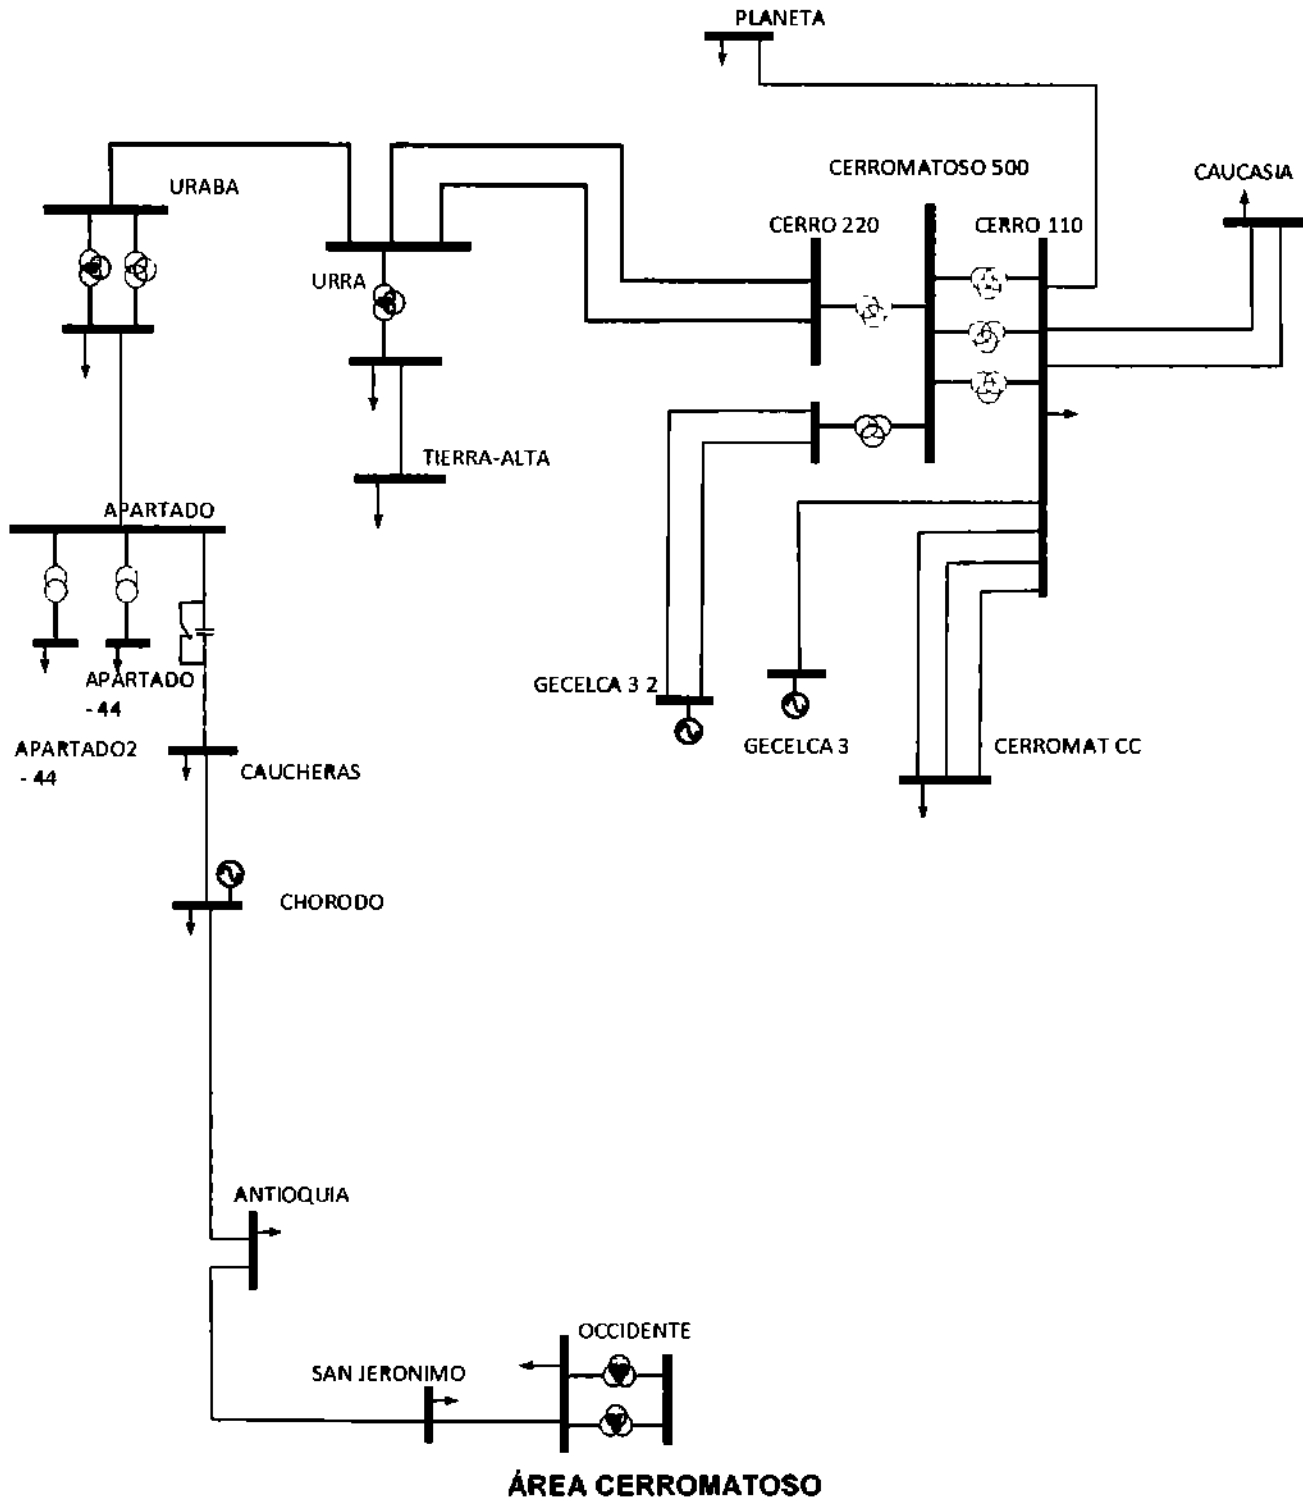 PLANETA
CERROMATOSO 500
CAUCASIA
URABA
CERRO 220
CERRO 110
URRA
TIERRA-ALTA
APARTADO
APARTADO
- 44
GECELCA 3 2
GECELCA 3
CERROMAT CC
APARTADO2
- 44
CAUCHERAS
CHORODO
ANTIOQUIA
OCCIDENTE
SAN JERONIMO
ÁREA CERROMATOSO